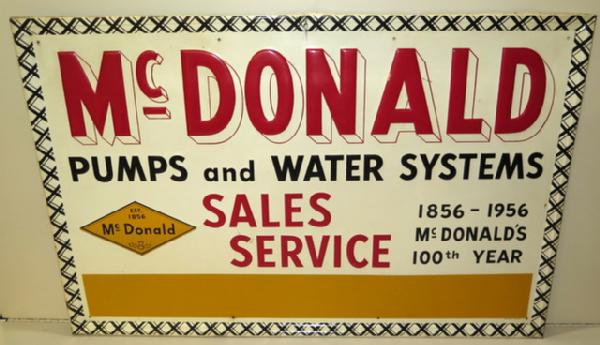 McDONALD
PUMPS and WATER SYSTEMS
SALES
SERVICE
EST.
1856
McDonald
1856-1956
McDONALD'S
100th YEAR